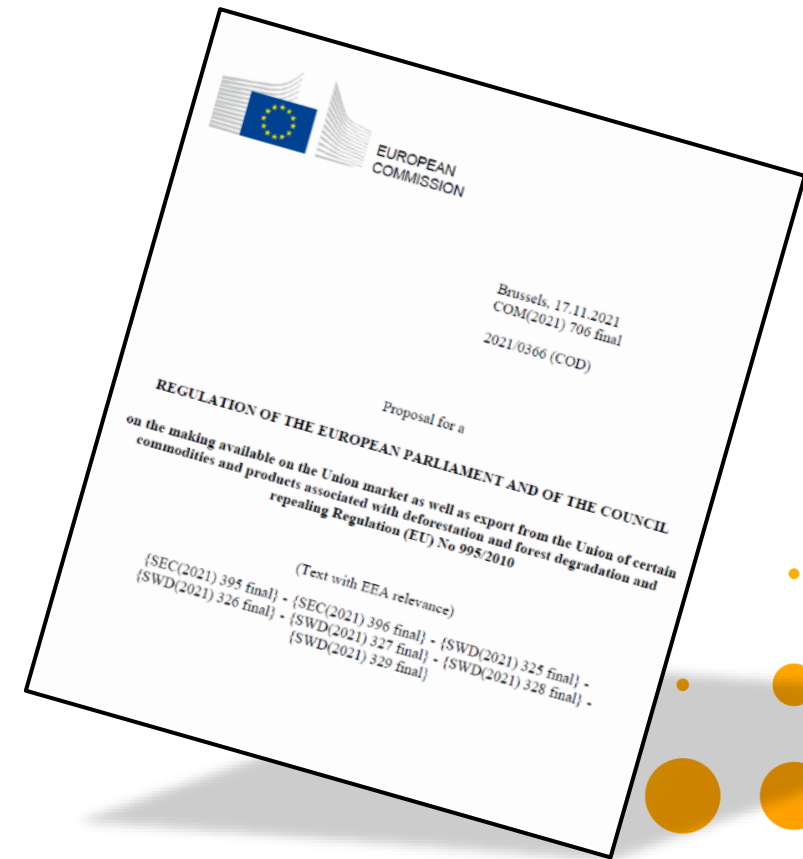 EUROPEAN
COMMISSION
Brussels, 17.11.2021
COM(2021) 706 final
2021/0366 (COD)
Proposal for a
REGULATION OF THE EUROPEAN PARLIAMENT AND OF THE COUNCIL
on the making available on the Union market as well as export from the Union of certain
commodities and products associated with deforestation and forest degradation and
repealing Regulation (EU) No 995/2010
(Text with EEA relevance)
{SEC(2021) 395 final} - {SEC(2021) 396 final} - {SWD(2021) 325 final} -
{SWD(2021) 326 final} - {SWD(2021) 327 final} - {SWD(2021) 328 final} -
{SWD(2021) 329 final}